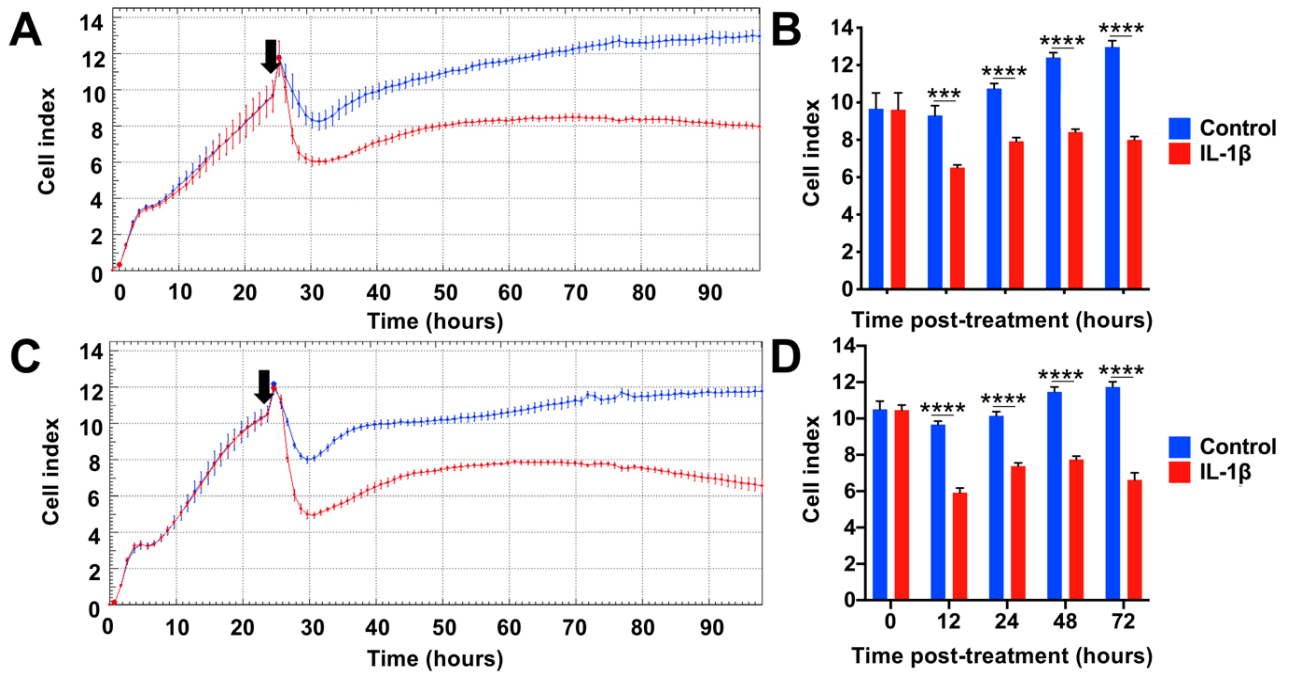 A
Cell index
14
12
10
8
6
4
2
0
0 10 20 30 40 50 60 70 80 90
Time (hours)
B
Cell index
14
12
10
8
6
4
2
0
*** **** **** ****
Time post-treatment (hours)
Control
IL-1β
C
Cell index
14
12
10
8
6
4
2
0
0 10 20 30 40 50 60 70 80 90
Time (hours)
D
Cell index
14
12
10
8
6
4
2
0
**** **** **** ****
0 12 24 48 72
Time post-treatment (hours)
Control
IL-1β